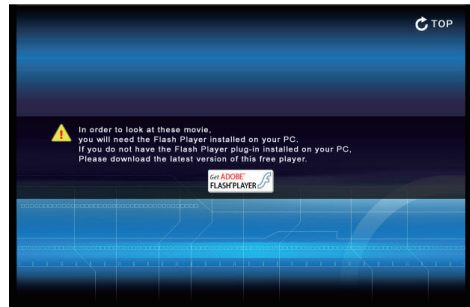 TOP
In order to look at these movie,
you will need the Flash Player installed on your PC.
If you do not have the Flash Player plug-in installed on your PC,
Please download the latest version of this free player.
Get ADOBE
FLASH PLAYER